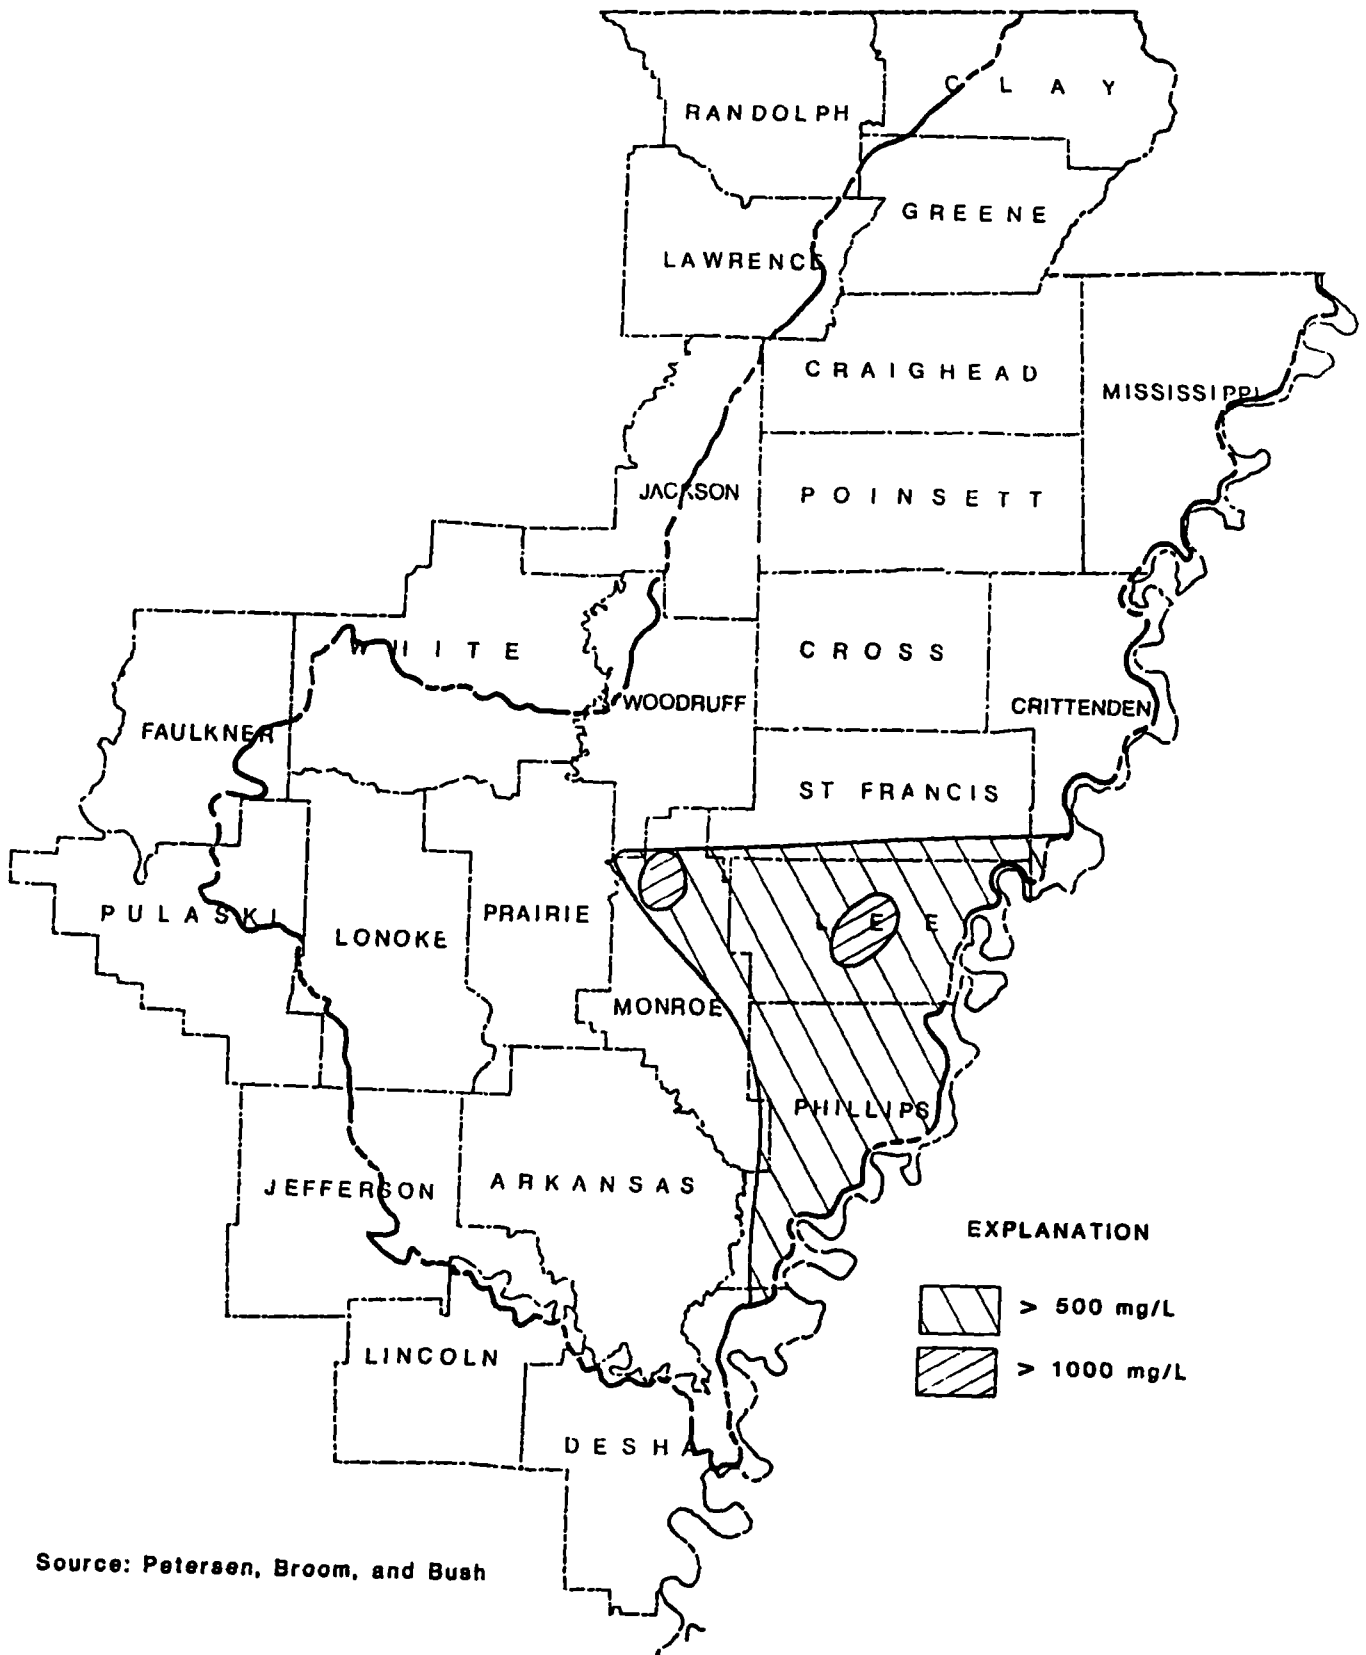 RANDOLPH
CLAY
GREENE
LAWRENCE
CRAIGHEAD
MISSISSIPPI
JACKSON
POINSETT
WHITE
CROSS
WOODRUFF
CRITTENDEN
FAULKNER
ST FRANCIS
PULASKI
LONOKE
PRAIRIE
LEE
MONROE
PHILLIPS
JEFFERSON
ARKANSAS
EXPLANATION
> 500 mg/L
> 1000 mg/L
LINCOLN
DESHA
Source: Petersen, Broom, and Bush